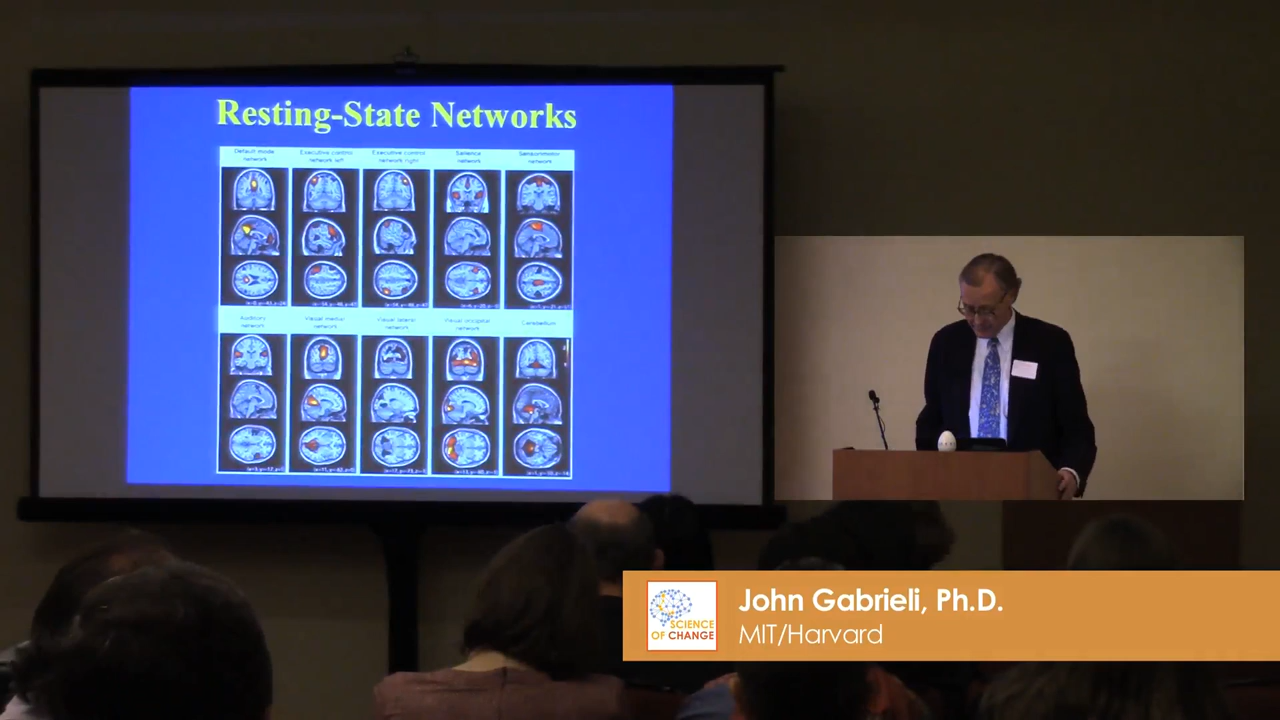 Resting-State Networks
Default mode
network
Executive control
network left
Executive control
network right
Salience
network
Sensorimotor
network
Auditory
network
Visual medial
network
Visual lateral
network
Visual occipital
network
Cerebellum
SCIENCE
OF CHANGE
John Gabrieli, Ph.D.
MIT/Harvard